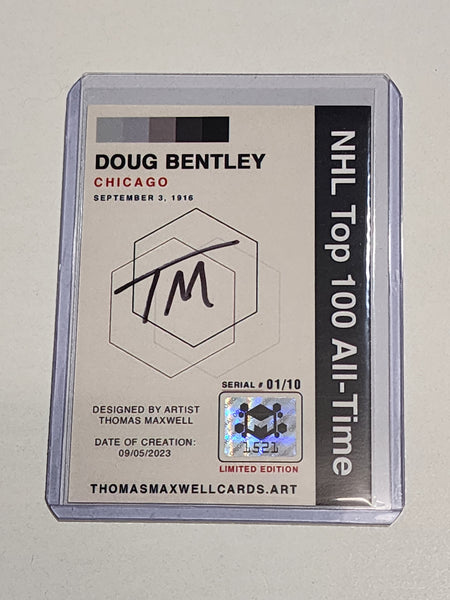 DOUG BENTLEY
CHICAGO
SEPTEMBER 3, 1916
TM
SERIAL # 01/10
1521
LIMITED EDITION
DESIGNED BY ARTIST
THOMAS MAXWELL
DATE OF CREATION:
09/05/2023
THOMASMAXWELLCARDS.ART
NHL Top 100 All-Time